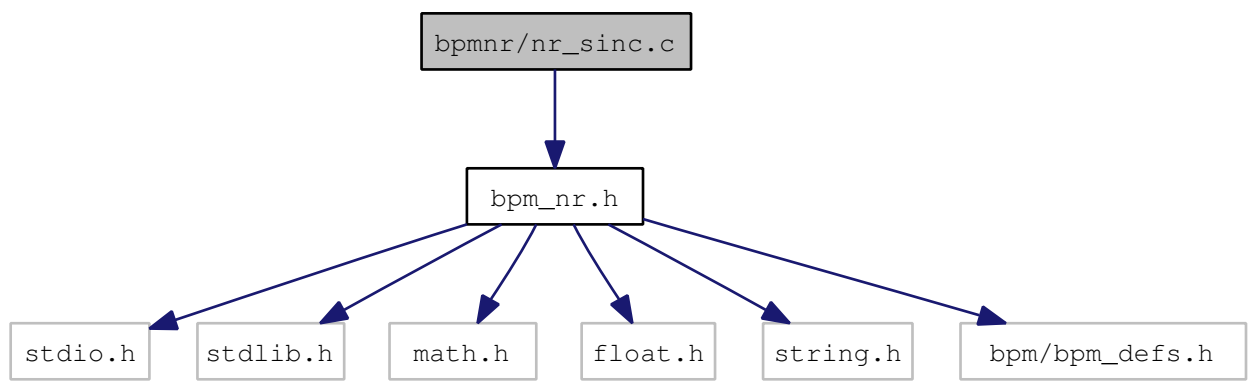 bpmnr/nr_sinc.c
bpm_nr.h
stdio.h
stdlib.h
math.h
float.h
string.h
bpm/bpm_defs.h